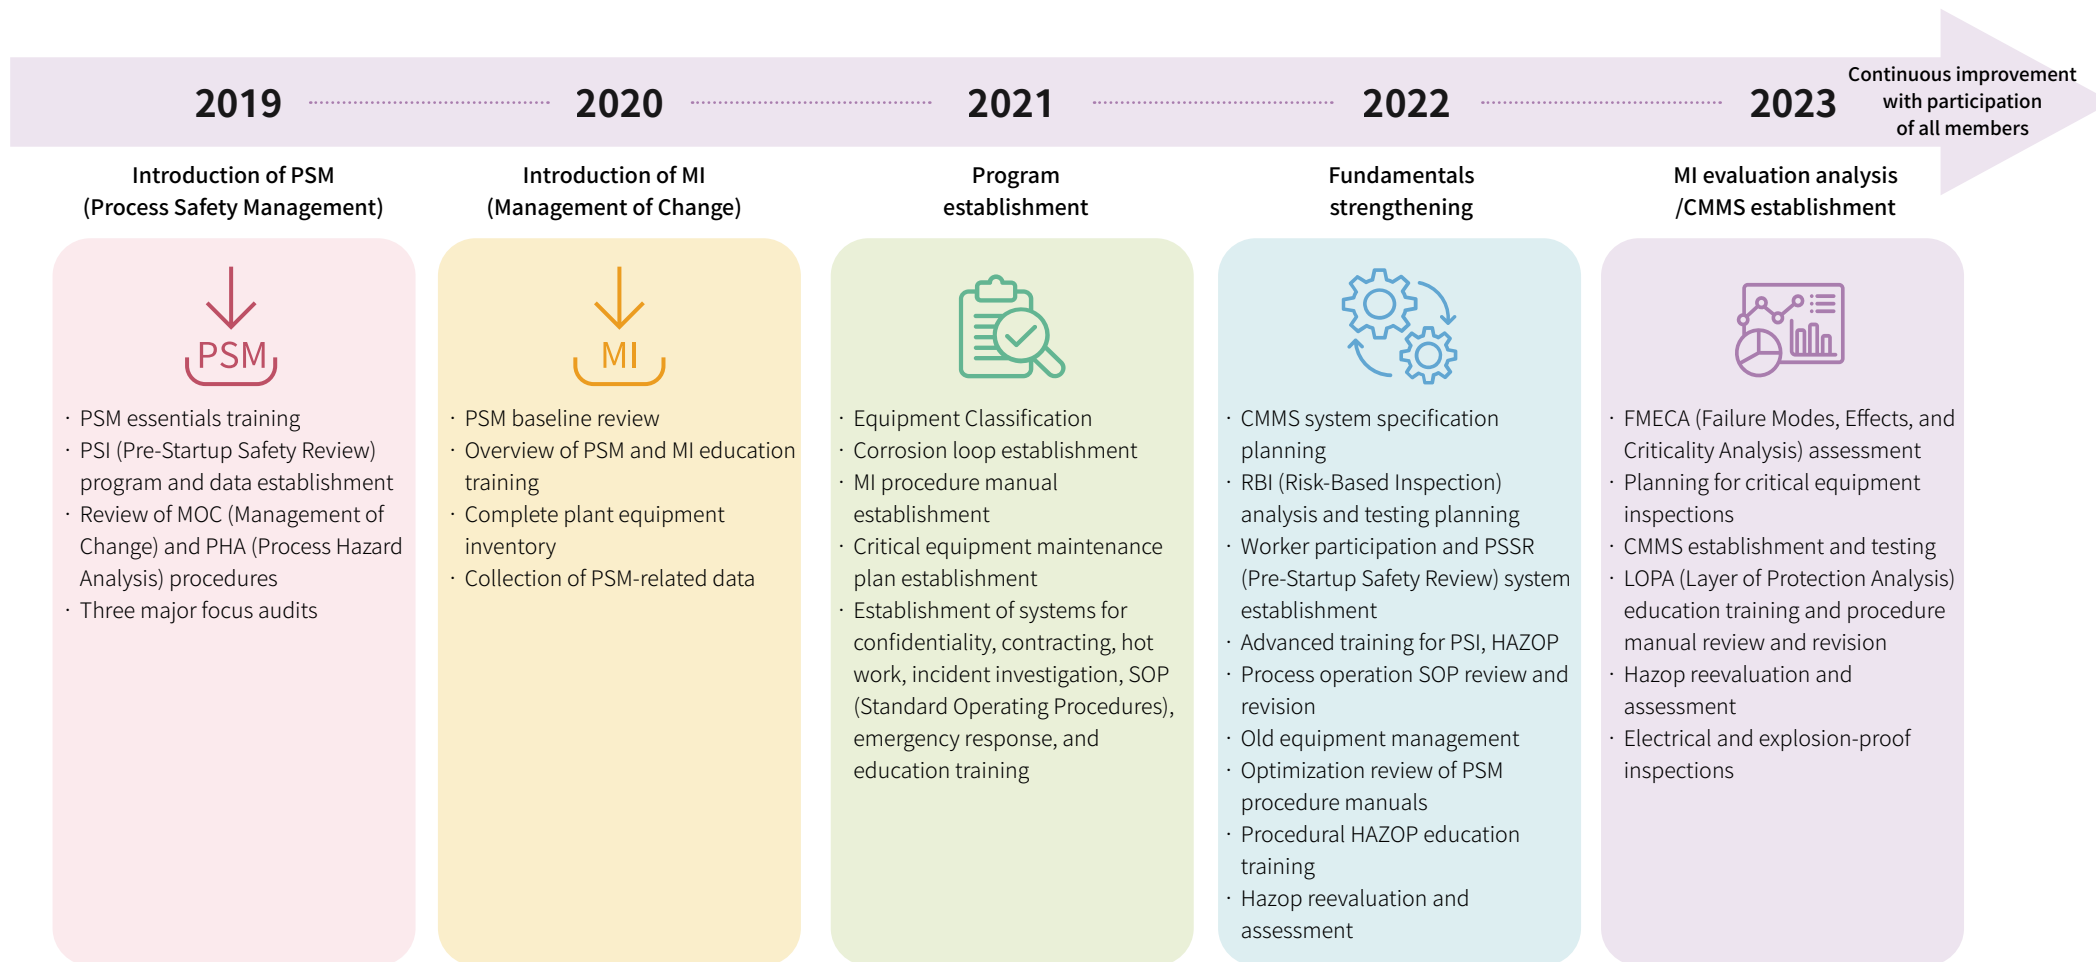 2019
2020
2021
2022
2023
Continuous improvement
with participation
of all members
Introduction of PSM
(Process Safety Management)
PSM
· PSM essentials training
· PSI (Pre-Startup Safety Review)
program and data establishment
· Review of MOC (Management of
Change) and PHA (Process Hazard
Analysis) procedures
· Three major focus audits
Introduction of MI
(Management of Change)
MI
· PSM baseline review
· Overview of PSM and MI education
training
· Complete plant equipment
inventory
· Collection of PSM-related data
Program
establishment
· Equipment Classification
· Corrosion loop establishment
· MI procedure manual
establishment
· Critical equipment maintenance
plan establishment
· Establishment of systems for
confidentiality, contracting, hot
work, incident investigation, SOP
(Standard Operating Procedures),
emergency response, and
education training
Fundamentals
strengthening
· CMMS system specification
planning
· RBI (Risk-Based Inspection)
analysis and testing planning
· Worker participation and PSSR
(Pre-Startup Safety Review) system
establishment
· Advanced training for PSI, HAZOP
· Process operation SOP review and
revision
· Old equipment management
· Optimization review of PSM
procedure manuals
· Procedural HAZOP education
training
· Hazop reevaluation and
assessment
MI evaluation analysis
/CMMS establishment
· FMECA (Failure Modes, Effects, and
Criticality Analysis) assessment
· Planning for critical equipment
inspections
· CMMS establishment and testing
· LOPA (Layer of Protection Analysis)
education training and procedure
manual review and revision
· Hazop reevaluation and
assessment
· Electrical and explosion-proof
inspections